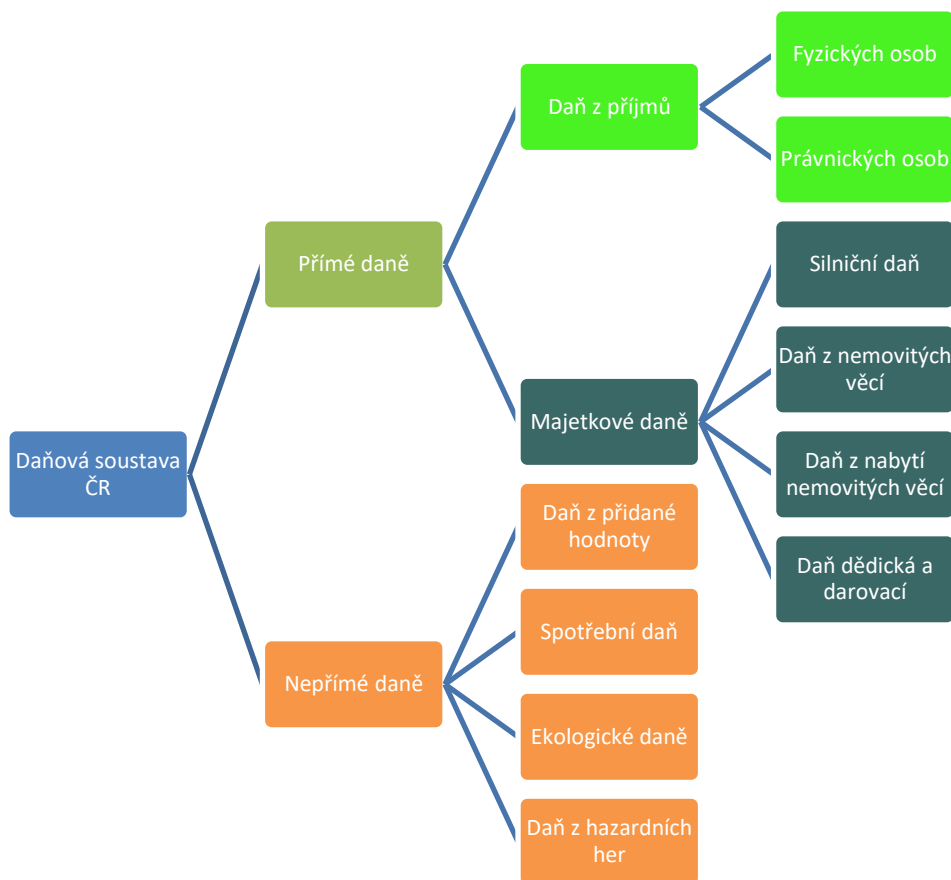 Fyzických osob
Daň z příjmů
Právnických osob
Přímé daně
Silniční daň
Daň z nemovitých
věcí
Majetkové daně
Daňová soustava
ČR
Daň z nabytí
nemovitých věcí
Daň z přidané
hodnoty
Daň dědická a
darovací
Spotřební daň
Nepřímé daně
Ekologické daně
Daň z hazardních
her